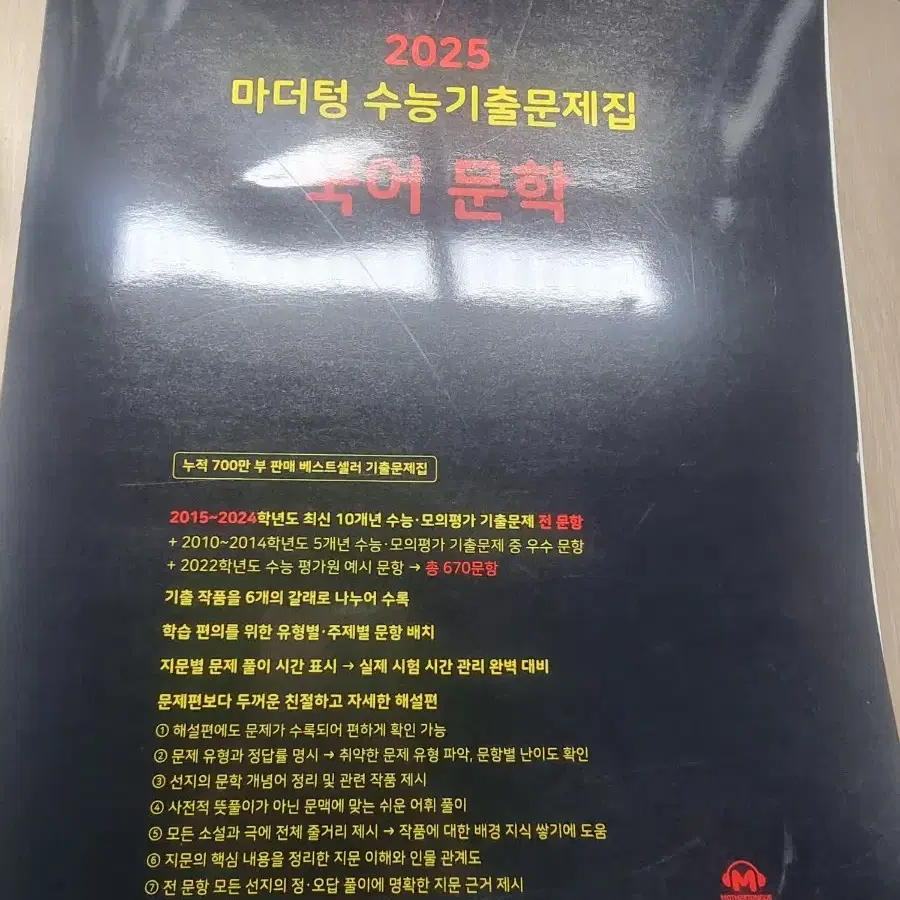 2025
마더텅 수능기출문제집
국어 문학
누적 700만 부 판매 베스트셀러 기출문제집
2015~2024학년도 최신 10개년 수능·모의평가 기출문제 전 문항
+ 2010~2014학년도 5개년 수능·모의평가 기출문제 중 우수 문항
+ 2022학년도 수능 평가원 예시 문항 → 총 670문항
기출 작품을 6개의 갈래로 나누어 수록
학습 편의를 위한 유형별·주제별 문항 배치
지문별 문제 풀이 시간 표시 → 실제 시험 시간 관리 완벽 대비
문제편보다 두꺼운 친절하고 자세한 해설편
① 해설편에도 문제가 수록되어 편하게 확인 가능
② 문제 유형과 정답률 명시 → 취약한 문제 유형 파악, 문항별 난이도 확인
③ 선지의 문학 개념어 정리 및 관련 작품 제시
④ 사전적 뜻풀이가 아닌 문맥에 맞는 쉬운 어휘 풀이
⑤ 모든 소설과 극에 전체 줄거리 제시 → 작품에 대한 배경 지식 쌓기에 도움
⑥ 지문의 핵심 내용을 정리한 지문 이해와 인물 관계도
⑦ 전 문항 모든 선지의 정·오답 풀이에 명확한 지문 근거 제시
M
MOTHERTONGUE